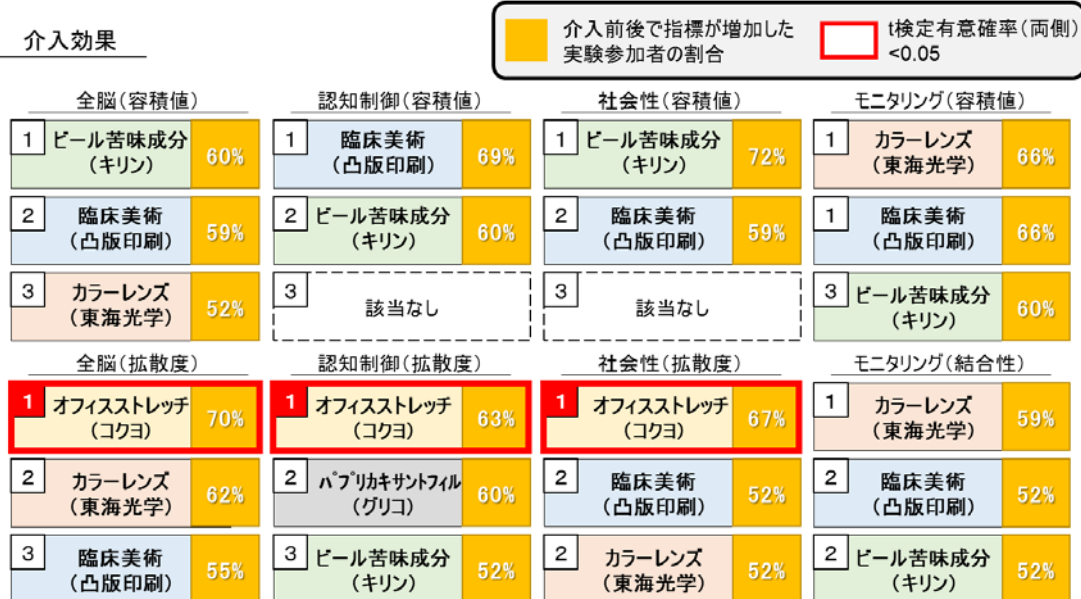 介入効果
介入前後で指標が増加した
実験参加者の割合
t検定有意確率(両側)
<0.05
全脳(容積値)
1
ビール苦味成分
(キリン)
60%
2
臨床美術
(凸版印刷)
59%
3
カラーレンズ
(東海光学)
52%
認知制御(容積値)
1
臨床美術
(凸版印刷)
69%
2
ビール苦味成分
(キリン)
60%
3
該当なし
社会性(容積値)
1
ビール苦味成分
(キリン)
72%
2
臨床美術
(凸版印刷)
59%
3
該当なし
モニタリング(容積値)
1
カラーレンズ
(東海光学)
66%
1
臨床美術
(凸版印刷)
66%
3
ビール苦味成分
(キリン)
60%
全脳(拡散度)
1
オフィスストレッチ
(コクヨ)
70%
2
カラーレンズ
(東海光学)
62%
3
臨床美術
(凸版印刷)
55%
認知制御(拡散度)
1
オフィスストレッチ
(コクヨ)
63%
2
パプリカキサントフィル
(グリコ)
60%
3
ビール苦味成分
(キリン)
52%
社会性(拡散度)
1
オフィスストレッチ
(コクヨ)
67%
2
臨床美術
(凸版印刷)
52%
2
カラーレンズ
(東海光学)
52%
モニタリング(結合性)
1
カラーレンズ
(東海光学)
59%
2
臨床美術
(凸版印刷)
52%
2
ビール苦味成分
(キリン)
52%